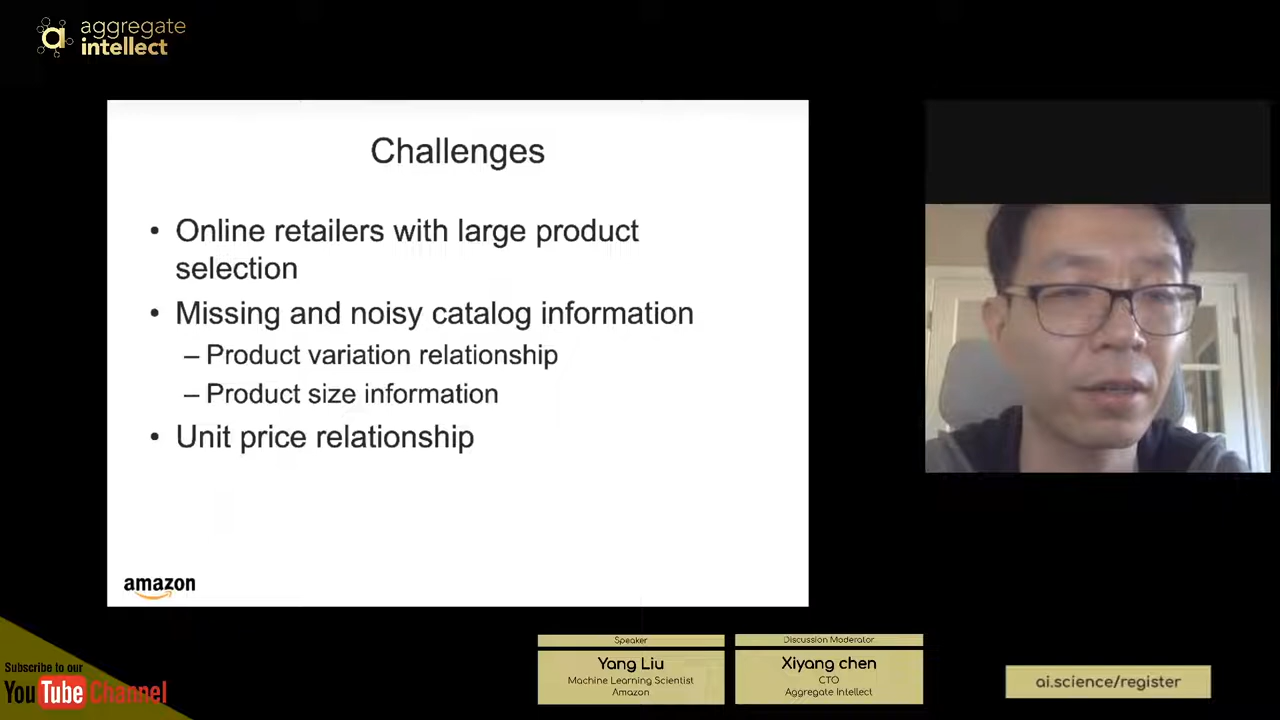 aggregate
intellect
Challenges
• Online retailers with large product
selection
• Missing and noisy catalog information
– Product variation relationship
– Product size information
• Unit price relationship
amazon
Subscribe to our
YouTube Channel
Speaker
Yang Liu
Machine Learning Scientist
Amazon
Discussion Moderator
Xiyang chen
CTO
Aggregate Intellect
ai.science/register